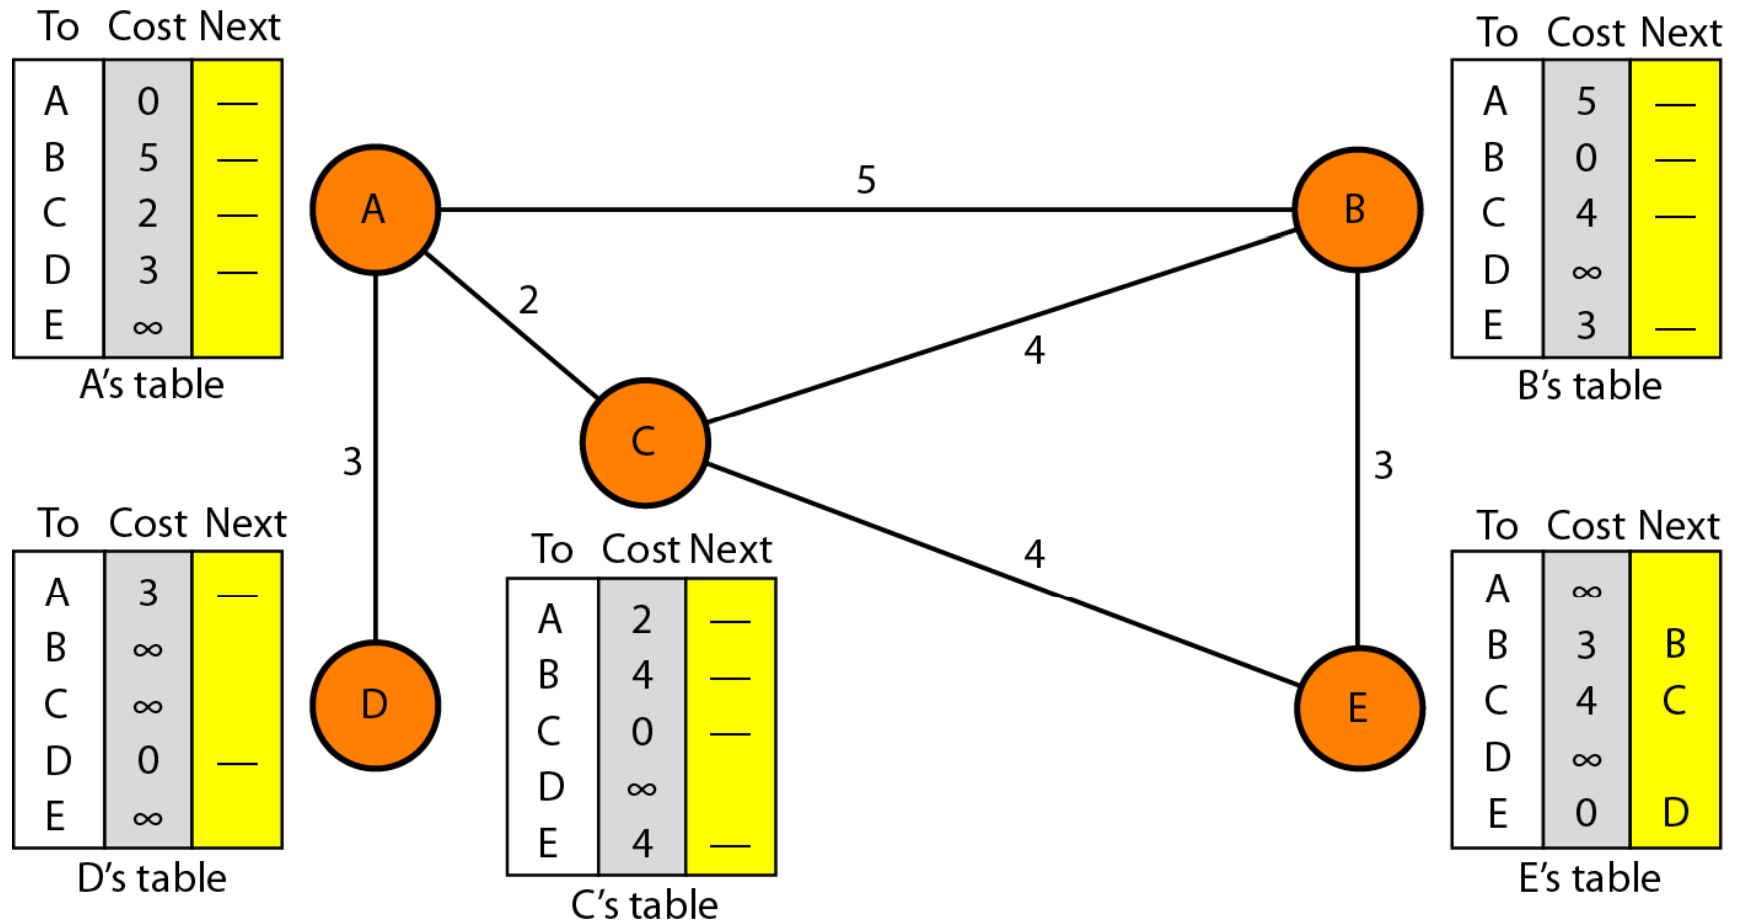 To Cost Next
A 0 —
B 5 —
C 2 —
D 3 —
E ∞
A’s table
To Cost Next
A 5 —
B 0 —
C 4 —
D ∞
E 3 —
B’s table
A
5
B
2
4
C
3
3
4
D
E
To Cost Next
A 3 —
B ∞
C ∞
D 0 —
E ∞
D’s table
To Cost Next
A 2 —
B 4 —
C 0 —
D ∞
E 4 —
C’s table
To Cost Next
A ∞
B 3 B
C 4 C
D ∞
E 0 D
E’s table